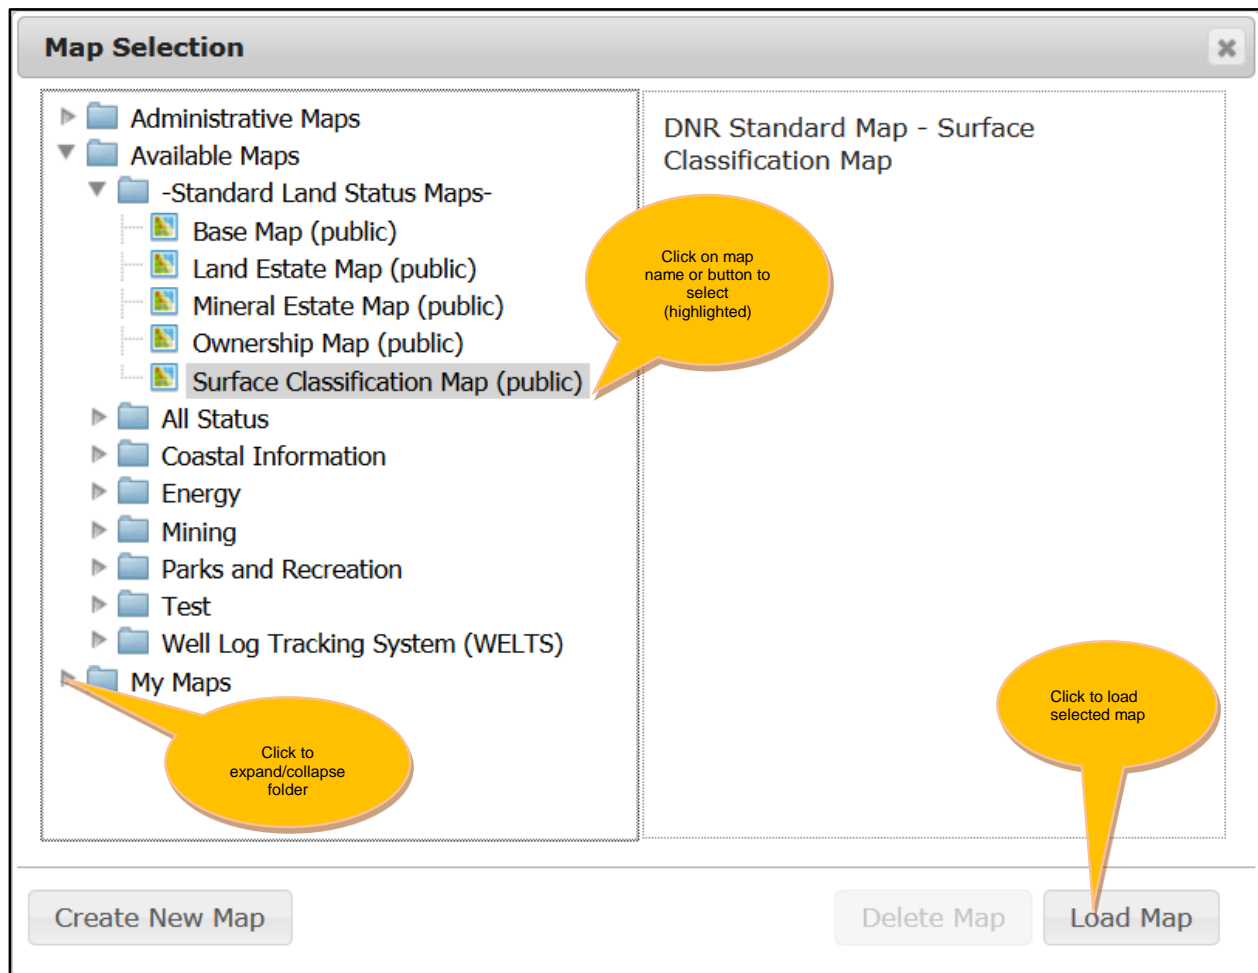 Map Selection
Administrative Maps
Available Maps
-Standard Land Status Maps-
Base Map (public)
Land Estate Map (public)
Mineral Estate Map (public)
Ownership Map (public)
Surface Classification Map (public)
All Status
Coastal Information
Energy
Mining
Parks and Recreation
Test
Well Log Tracking System (WELTS)
My Maps
DNR Standard Map - Surface
Classification Map
Click on map
name or button to
select
(highlighted)
Click to
expand/collapse
folder
Click to load
selected map
Create New Map
Delete Map
Load Map